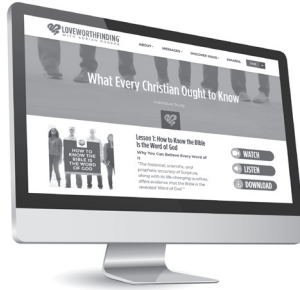 LOVEWORTHFINDING
WITH ADRIAN ROGERS
ABOUT
MESSAGES
DISCOVER JESUS
ESPAÑOL
What Every Christian Ought to Know
HOW TO
KNOW THE
BIBLE IS
THE WORD
OF GOD
Lesson 1: How to Know the Bible
Is the Word of God
Why You Can Believe Every Word of
It
"The historical, scientific, and
prophetic accuracy of Scripture,
along with its life-changing qualities,
offers evidence that the Bible is the
revealed Word of God."
WATCH
LISTEN
DOWNLOAD